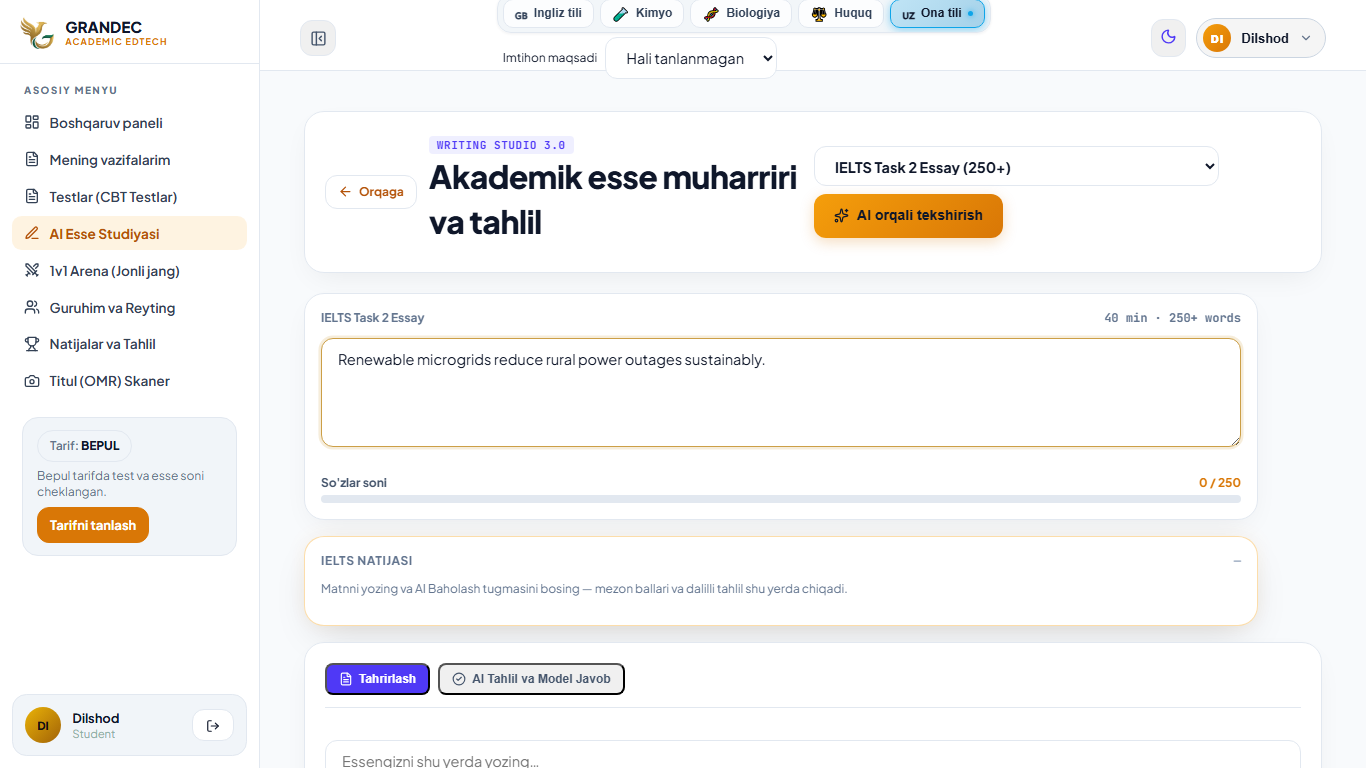 GRANDEC
ACADEMIC EDTECH
ASOSIY MENYU
Boshqaruv paneli
Mening vazifalarim
Testlar (CBT Testlar)
AI Esse Studiyasi
1v1 Arena (Jonli jang)
Guruhim va Reyting
Natijalar va Tahlil
Titul (OMR) Skaner
Tarif: BEPUL
Bepul tarifda test va esse soni
cheklangan.
Tarifni tanlash
DI Dilshod
Student
GB Ingliz tili Kimyo Biologiya Huquq UZ Ona tili
Imtihon maqsadi Hali tanlanmagan
DI Dilshod
Orqaga
WRITING STUDIO 3.0
Akademik esse muharriri
va tahlil
IELTS Task 2 Essay (250+)
AI orqali tekshirish
IELTS Task 2 Essay 40 min · 250+ words
Renewable microgrids reduce rural power outages sustainably.
So'zlar soni 0 / 250
IELTS NATIJASI —
Matnni yozing va AI Baholash tugmasini bosing — mezon ballari va dalilli tahlil shu yerda chiqadi.
Tahrirlash AI Tahlil va Model Javob
Essengizni shu yerda yozing...